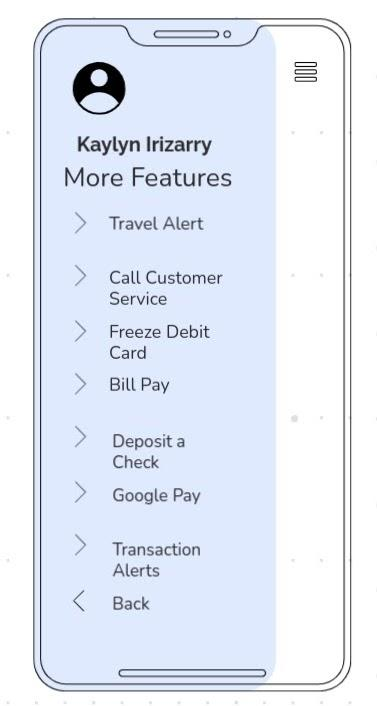 Kaylyn Irizarry
More Features
Travel Alert
Call Customer
Service
Freeze Debit
Card
Bill Pay
Deposit a
Check
Google Pay
Transaction
Alerts
Back